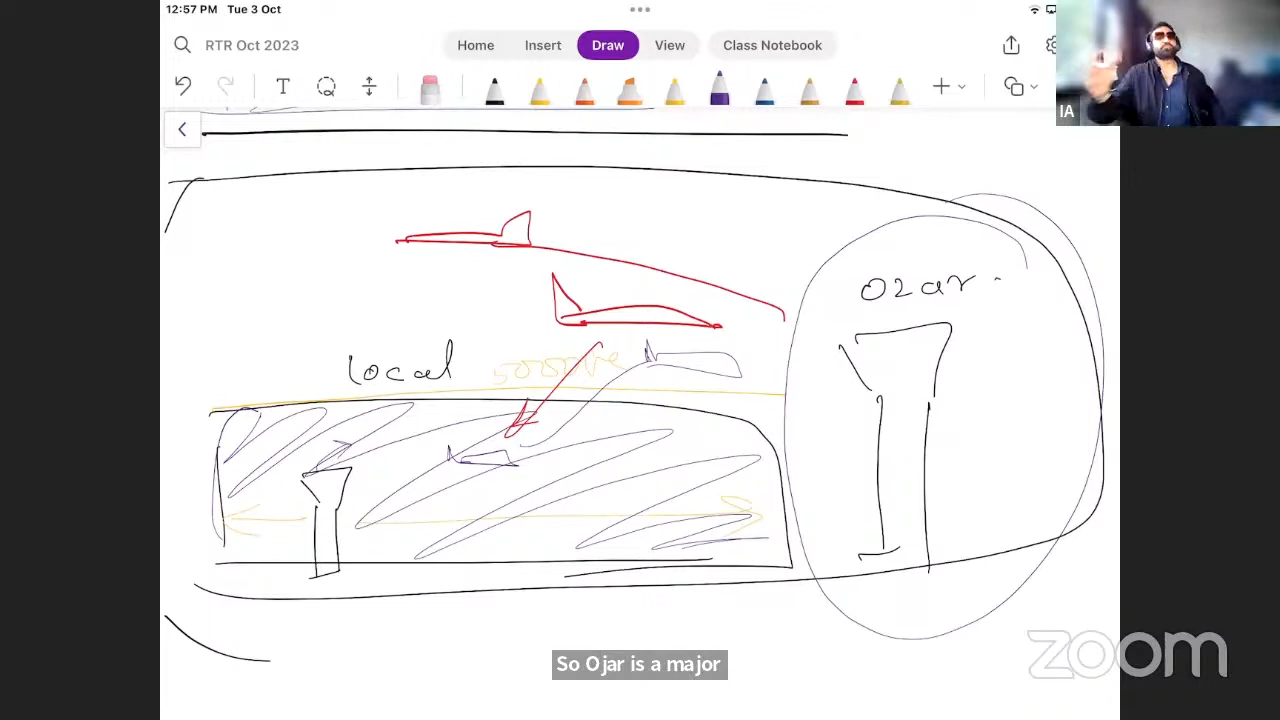 12:57 PM Tue 3 Oct
RTR Oct 2023
Home Insert Draw View Class Notebook
T
IA
Ozar
Local
So Ojar is a major
zoom